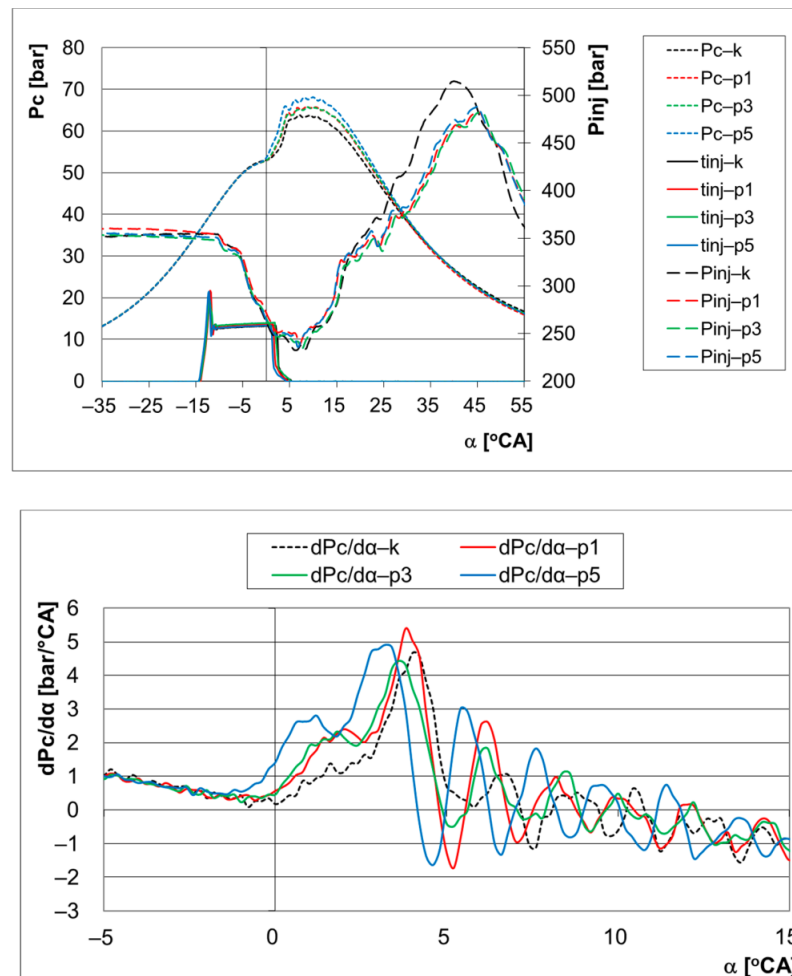 80
70
60
50
40
30
20
10
0
Pc [bar]
550
500
450
400
350
300
250
200
Pinj [bar]
–35 –25 –15 –5 5 15 25 35 45 55
α [°CA]
Pc–k
Pc–p1
Pc–p3
Pc–p5
tinj–k
tinj–p1
tinj–p3
tinj–p5
Pinj–k
Pinj–p1
Pinj–p3
Pinj–p5
dPc/dα–k dPc/dα–p1
dPc/dα–p3 dPc/dα–p5
6
5
4
3
2
1
0
–1
–2
–3
dPc/dα [bar/°CA]
–5 0 5 10 15
α [°CA]